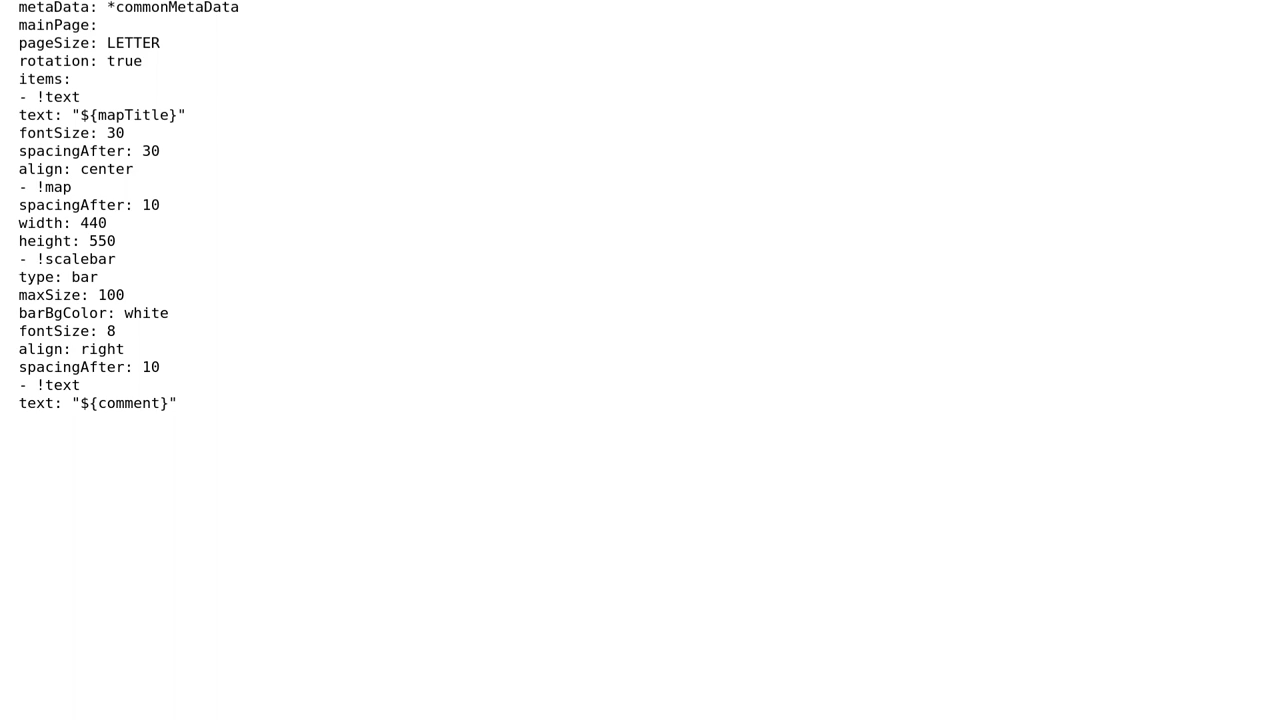 metaData: *commonMetaData
mainPage:
pageSize: LETTER
rotation: true
items:
- !text
text: "${mapTitle}"
fontSize: 30
spacingAfter: 30
align: center
- !map
spacingAfter: 10
width: 440
height: 550
- !scalebar
type: bar
maxSize: 100
barBgColor: white
fontSize: 8
align: right
spacingAfter: 10
- !text
text: "${comment}"